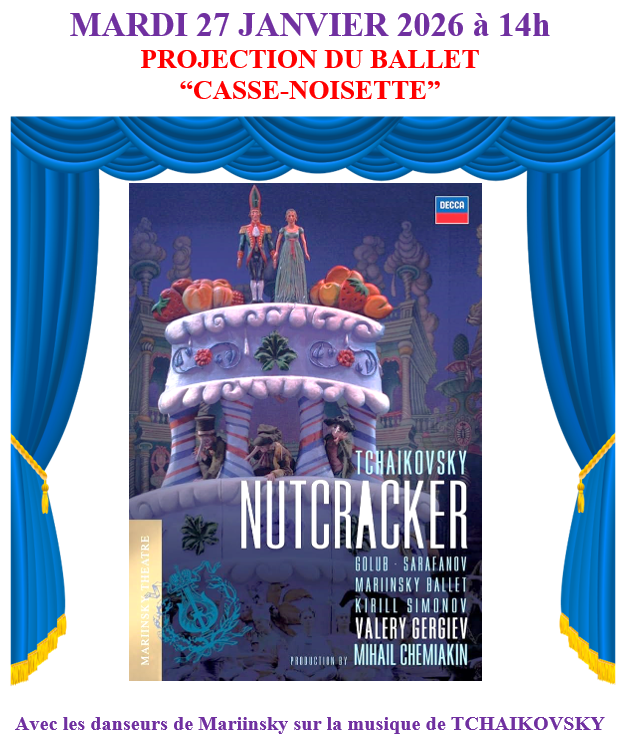 MARDI 27 JANVIER 2026 à 14h
PROJECTION DU BALLET
“CASSE-NOISETTE”
DECCA
TCHAIKOVSKY
NUTCRACKER
GOLUB · SARAFANOV
MARIINSKY BALLET
KIRILL SIMONOV
VALERY GERGIEV
PRODUCTION BY MIHAIL CHEMIAKIN
MARIINSKY THEATRE
Avec les danseurs de Mariinsky sur la musique de TCHAIKOVSKY